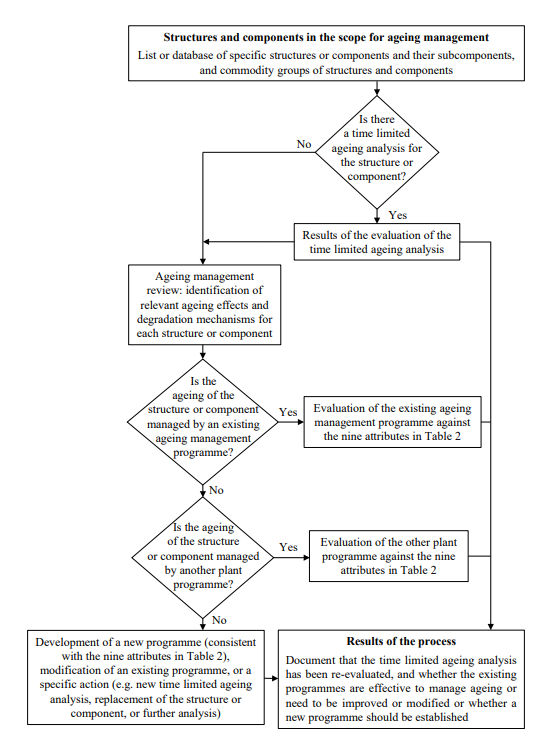 Structures and components in the scope for ageing management
List or database of specific structures or components and their subcomponents,
and commodity groups of structures and components
Is there
a time limited
ageing analysis for
the structure or
component?
No
Yes
Results of the evaluation of the
time limited ageing analysis
Ageing management
review: identification of
relevant ageing effects and
degradation mechanisms for
each structure or component
Is the
ageing of the
structure or component
managed by an existing
ageing management
programme?
Yes
Evaluation of the existing ageing
management programme against
the nine attributes in Table 2
No
Is the ageing
of the structure
or component managed
by another plant
programme?
Yes
Evaluation of the other plant
programme against the nine
attributes in Table 2
No
Development of a new programme (consistent
with the nine attributes in Table 2),
modification of an existing programme, or a
specific action (e.g. new time limited ageing
analysis, replacement of the structure or
component, or further analysis)
Results of the process
Document that the time limited ageing analysis
has been re-evaluated, and whether the existing
programmes are effective to manage ageing or
need to be improved or modified or whether a
new programme should be established